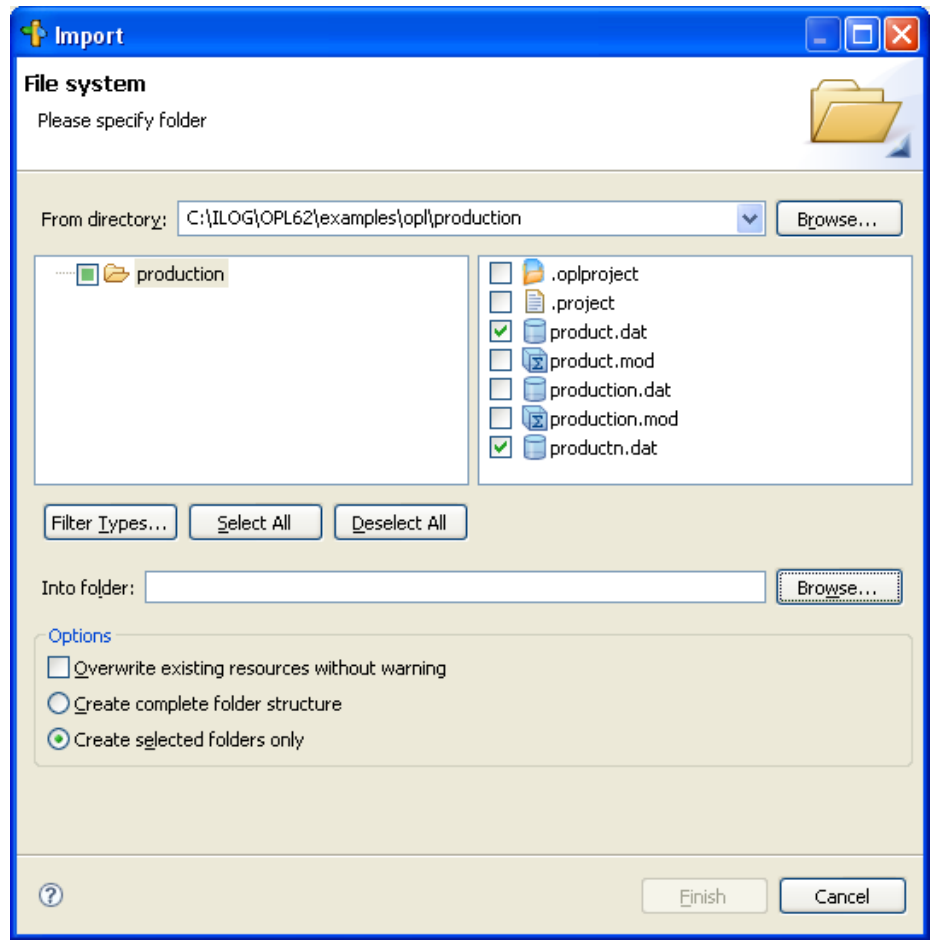 Import
File system
Please specify folder
From directory: C:\ILOG\OPL62\examples\opl\production Browse...
production
.oplproject
.project
product.dat
product.mod
production.dat
production.mod
productn.dat
Filter Types... Select All Deselect All
Into folder: Browse...
Options
Overwrite existing resources without warning
Create complete folder structure
Create selected folders only
? Finish Cancel